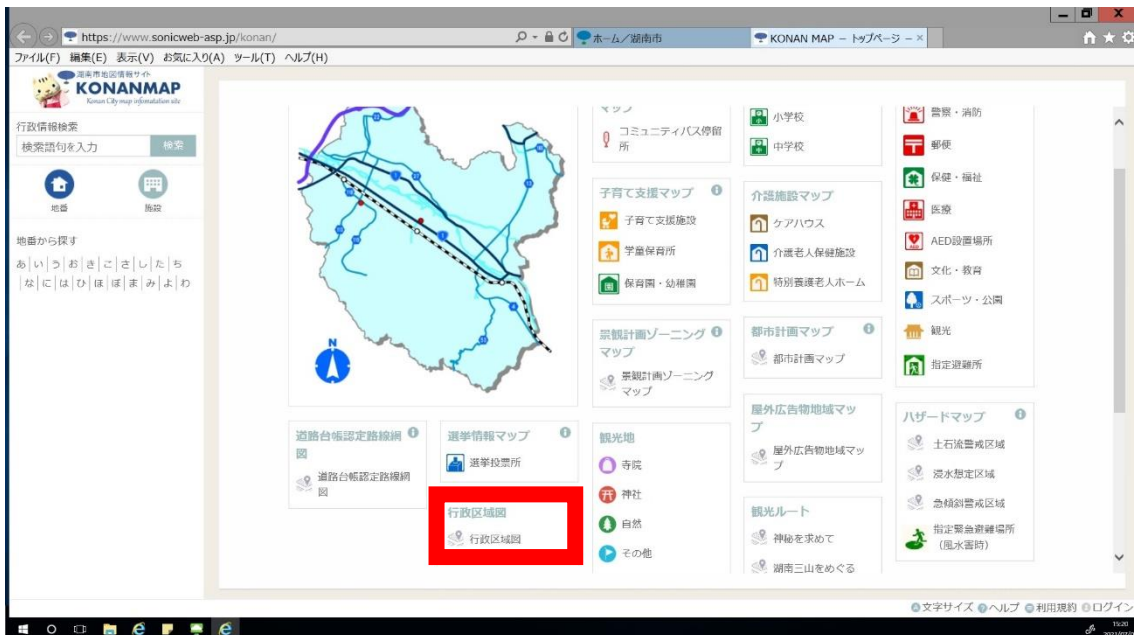 https://www.sonicweb-asp.jp/konan/
ホーム／湖南市
KONAN MAP － トップページ － ×
ファイル(F) 編集(E) 表示(V) お気に入り(A) ツール(T) ヘルプ(H)
湖南市地図情報サイト
KONANMAP
Konan City map infomatation site
行政情報検索
検索語句を入力
検索
地番
施設
地番から探す
あ|い|う|お|き|こ|さ|し|た|ち
な|に|は|ひ|ほ|ぼ|ま|み|よ|わ
N
道路台帳認定路線網図
道路台帳認定路線網図
選挙情報マップ
選挙投票所
行政区域図
行政区域図
マップ
コミュニティバス停留所
子育て支援マップ
子育て支援施設
学童保育所
保育園・幼稚園
景観計画ゾーニングマップ
景観計画ゾーニングマップ
観光地
寺院
神社
自然
その他
小学校
中学校
介護施設マップ
ケアハウス
介護老人保健施設
特別養護老人ホーム
都市計画マップ
都市計画マップ
屋外広告物地域マップ
屋外広告物地域マップ
観光ルート
神秘を求めて
湖南三山をめぐる
警察・消防
郵便
保健・福祉
医療
AED設置場所
文化・教育
スポーツ・公園
観光
指定避難所
ハザードマップ
土石流警戒区域
浸水想定区域
急傾斜警戒区域
指定緊急避難場所
（風水害時）
文字サイズ ヘルプ 利用規約 ログイン
15:20